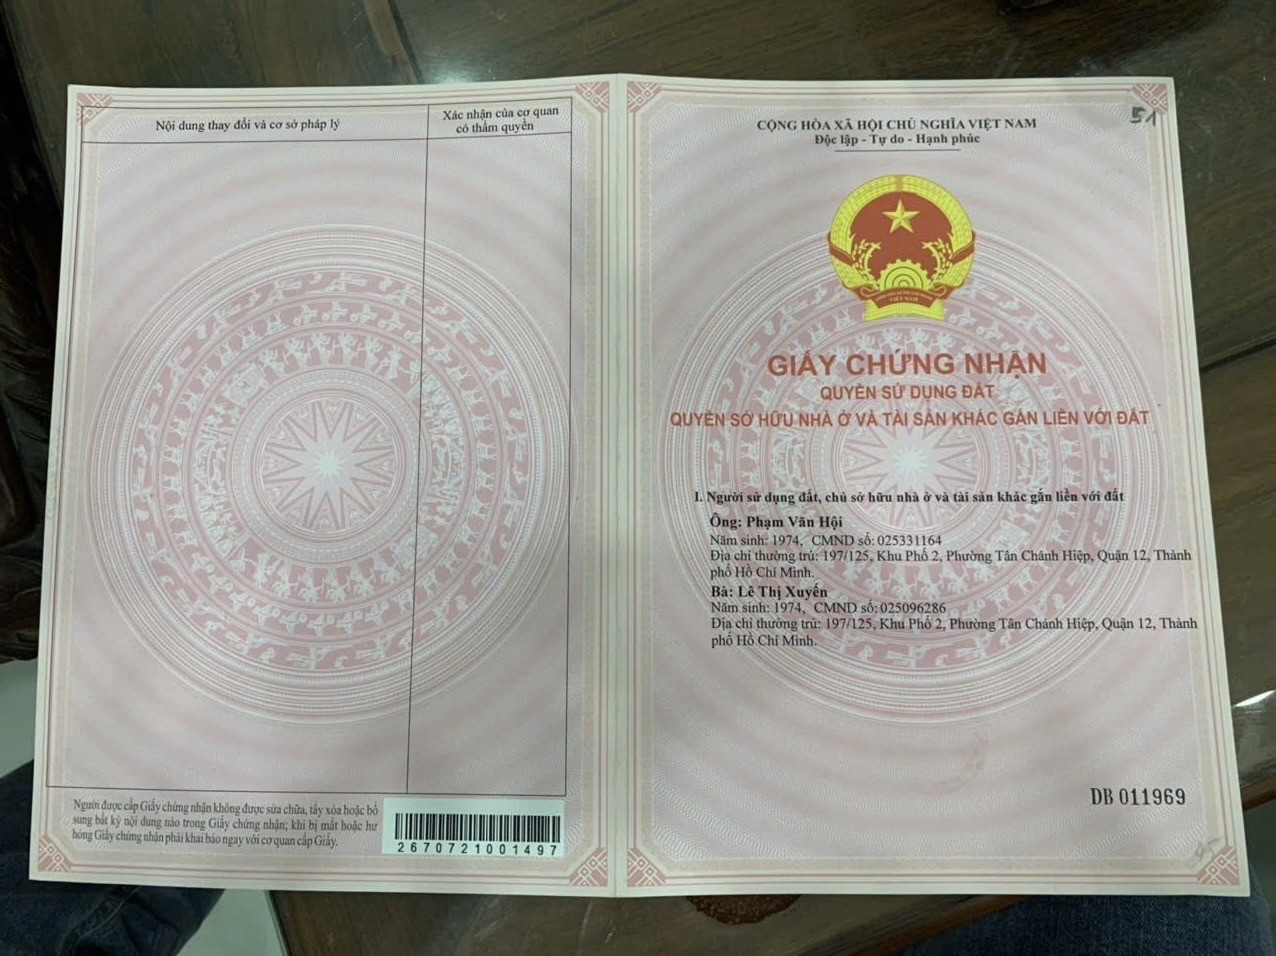 Nội dung thay đổi và cơ sở pháp lý
Xác nhận của cơ quan
có thẩm quyền
Người được cấp Giấy chứng nhận không được sửa chữa, tẩy xóa hoặc bổ
sung bất kỳ nội dung nào trong Giấy chứng nhận; khi bị mất hoặc hư
hỏng Giấy chứng nhận phải khai báo ngay với cơ quan cấp Giấy.
2670721001497
51
CỘNG HÒA XÃ HỘI CHỦ NGHĨA VIỆT NAM
Độc lập - Tự do - Hạnh phúc
VIỆT NAM
GIẤY CHỨNG NHẬN
QUYỀN SỬ DỤNG ĐẤT
QUYỀN SỞ HỮU NHÀ Ở VÀ TÀI SẢN KHÁC GẮN LIỀN VỚI ĐẤT
I. Người sử dụng đất, chủ sở hữu nhà ở và tài sản khác gắn liền với đất
Ông: Phạm Văn Hội
Năm sinh: 1974, CMND số: 025331164
Địa chỉ thường trú: 197/125, Khu Phố 2, Phường Tân Chánh Hiệp, Quận 12, Thành
phố Hồ Chí Minh.
Bà: Lê Thị Xuyến
Năm sinh: 1974, CMND số: 025096286
Địa chỉ thường trú: 197/125, Khu Phố 2, Phường Tân Chánh Hiệp, Quận 12, Thành
phố Hồ Chí Minh.
DB 011969